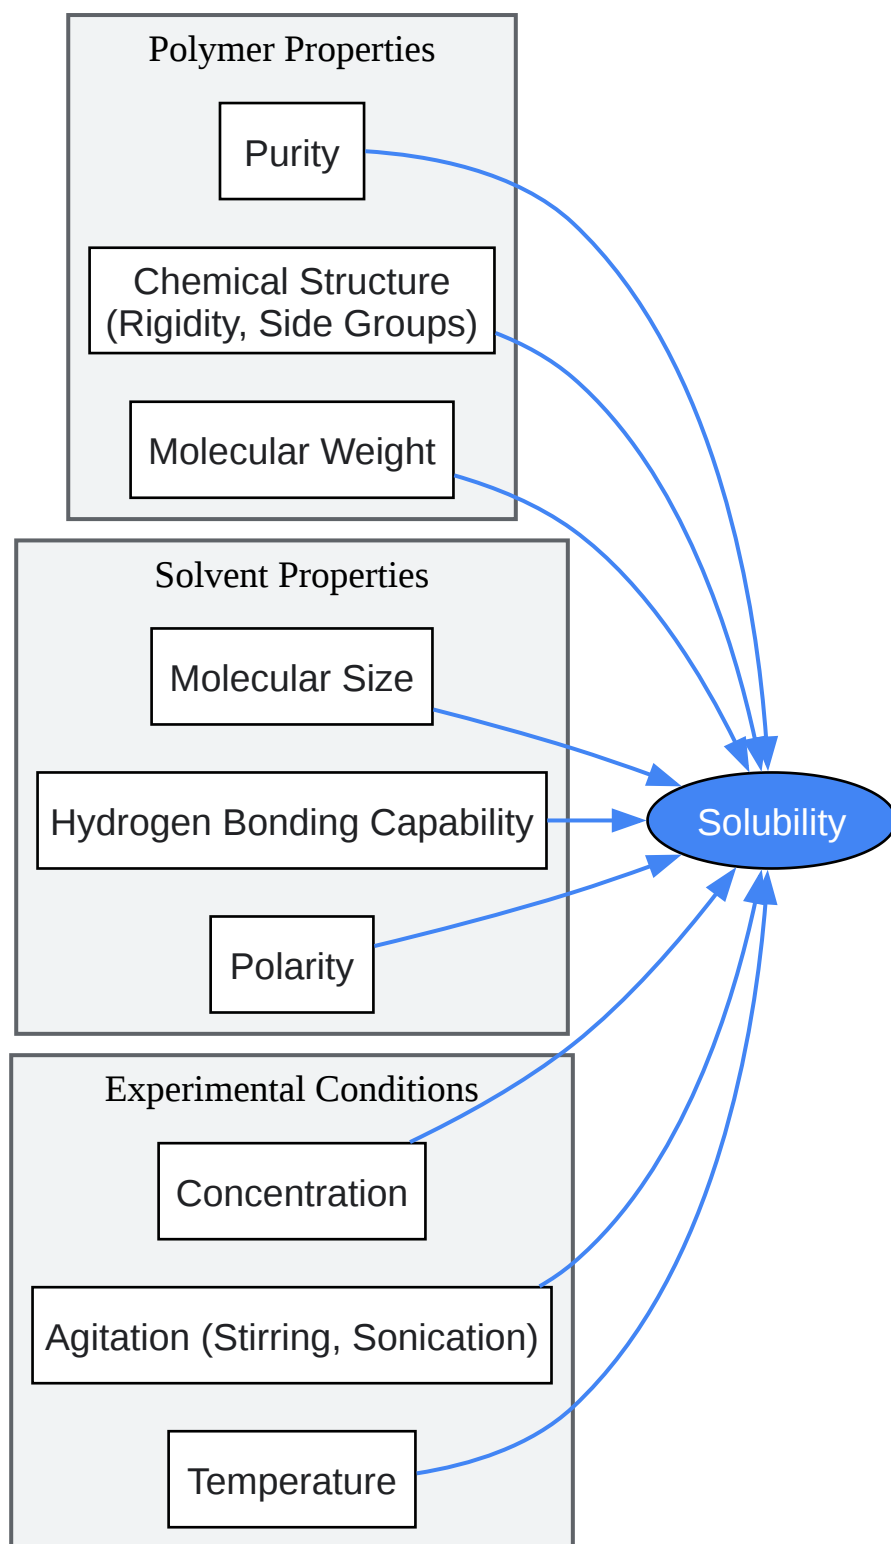 Polymer Properties
Purity
Chemical Structure
(Rigidity, Side Groups)
Molecular Weight
Solvent Properties
Molecular Size
Hydrogen Bonding Capability
Solubility
Polarity
Experimental Conditions
Concentration
Agitation (Stirring, Sonication)
Temperature